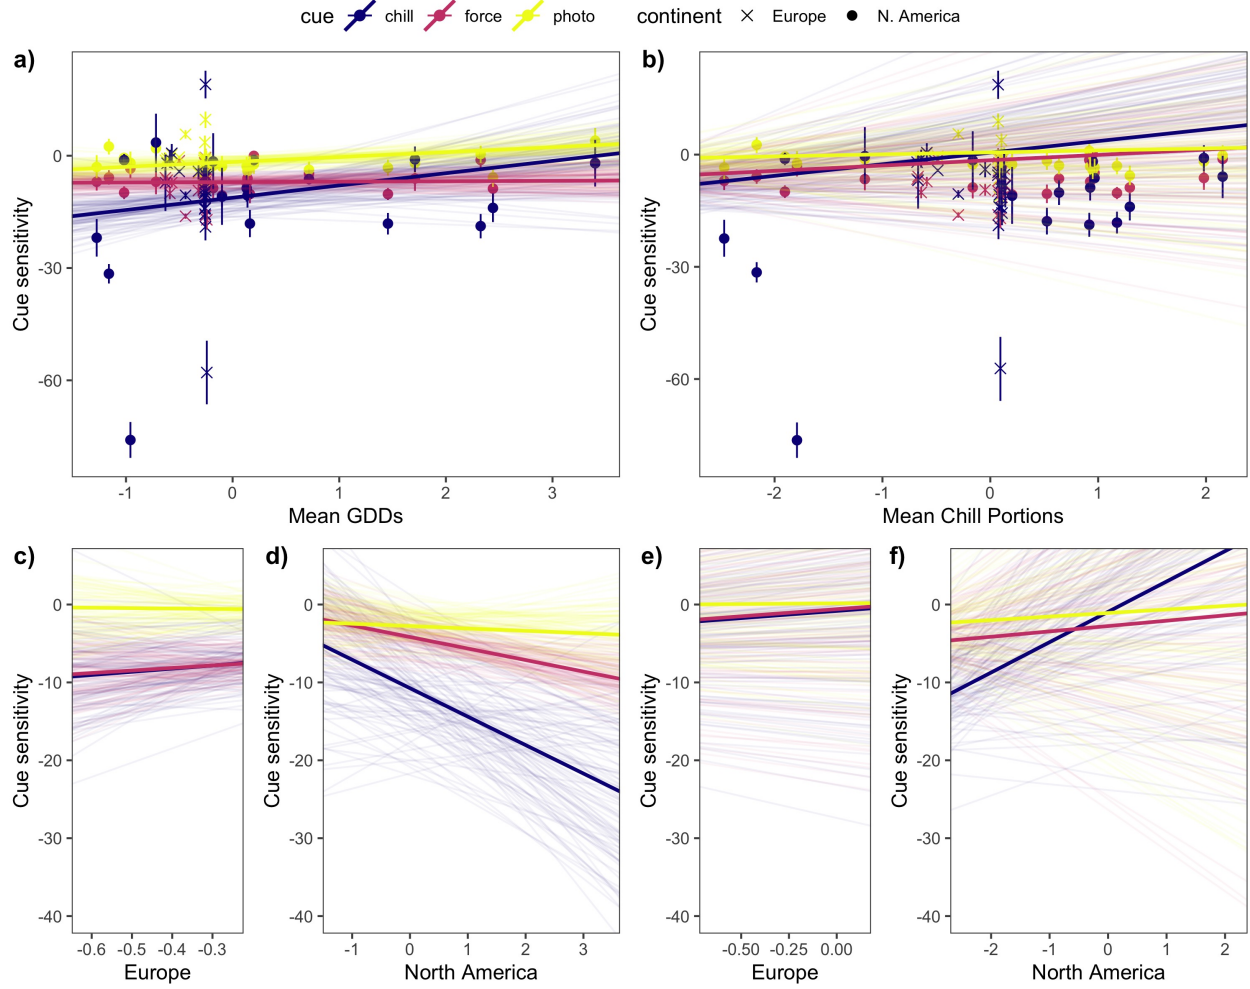 cue chill force photo continent Europe N. America
a)
b)
0
-30
-60
Cue sensitivity
-1 0 1 2 3
Mean GDDs
0
-30
-60
Cue sensitivity
-2 -1 0 1 2
Mean Chill Portions
c)
d)
e)
f)
0
-10
-20
-30
-40
Cue sensitivity
-0.6 -0.5 -0.4 -0.3
Europe
0
-10
-20
-30
-40
Cue sensitivity
-1 0 1 2 3
North America
0
-10
-20
-30
-40
Cue sensitivity
-0.50 -0.25 0.00
Europe
0
-10
-20
-30
-40
Cue sensitivity
-2 -1 0 1 2
North America